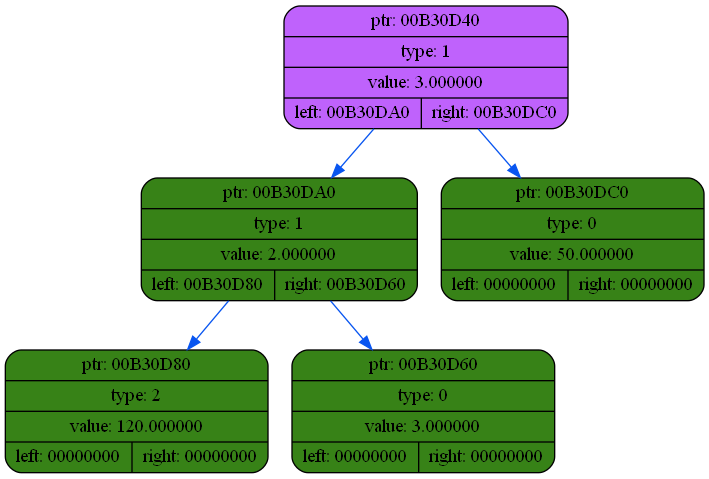 ptr: 00B30D40
type: 1
value: 3.000000
left: 00B30DA0 right: 00B30DC0
ptr: 00B30DA0
type: 1
value: 2.000000
left: 00B30D80 right: 00B30D60
ptr: 00B30DC0
type: 0
value: 50.000000
left: 00000000 right: 00000000
ptr: 00B30D80
type: 2
value: 120.000000
left: 00000000 right: 00000000
ptr: 00B30D60
type: 0
value: 3.000000
left: 00000000 right: 00000000